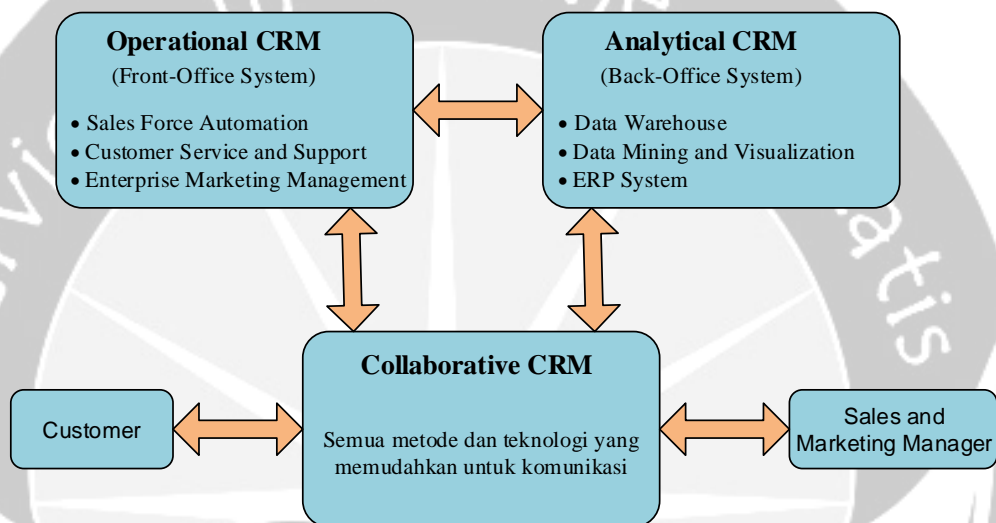 Operational CRM
(Front-Office System)
• Sales Force Automation
• Customer Service and Support
• Enterprise Marketing Management
Analytical CRM
(Back-Office System)
• Data Warehouse
• Data Mining and Visualization
• ERP System
Collaborative CRM
Semua metode dan teknologi yang
memudahkan untuk komunikasi
Customer
Sales and
Marketing Manager